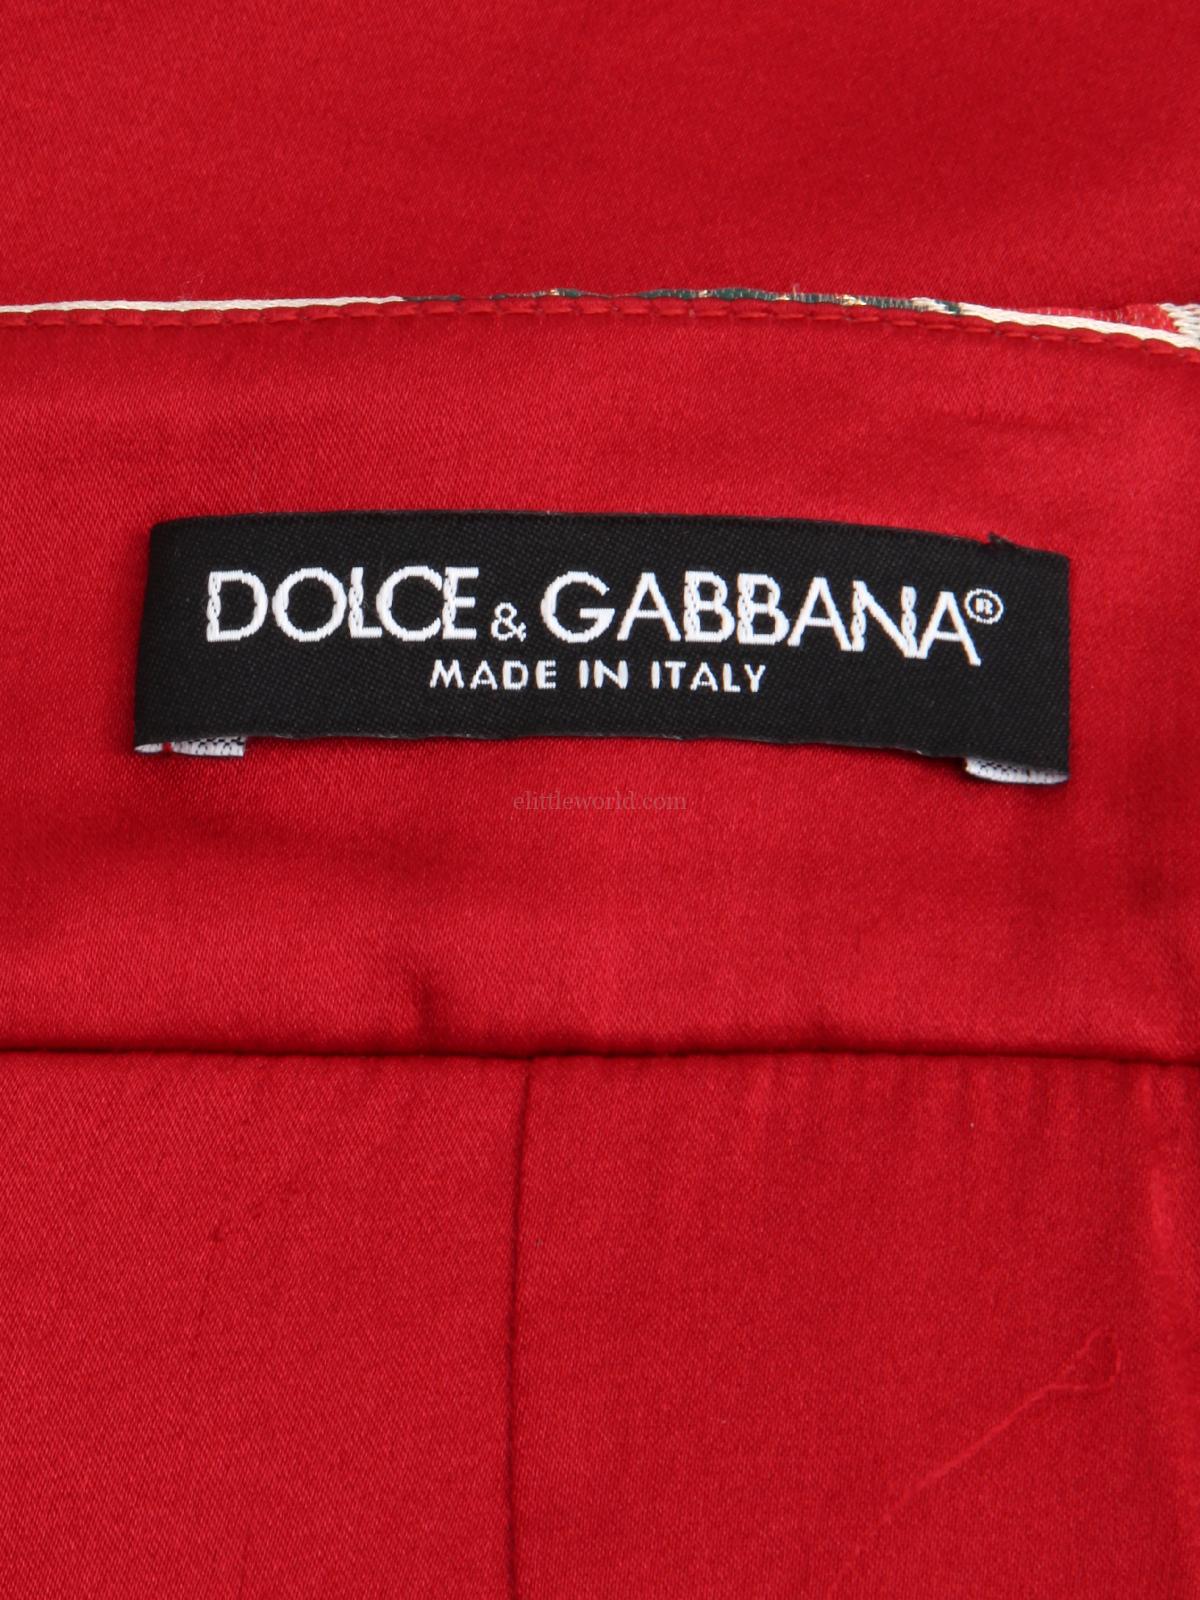 DOLCE & GABBANA®
MADE IN ITALY
elittleworld.com